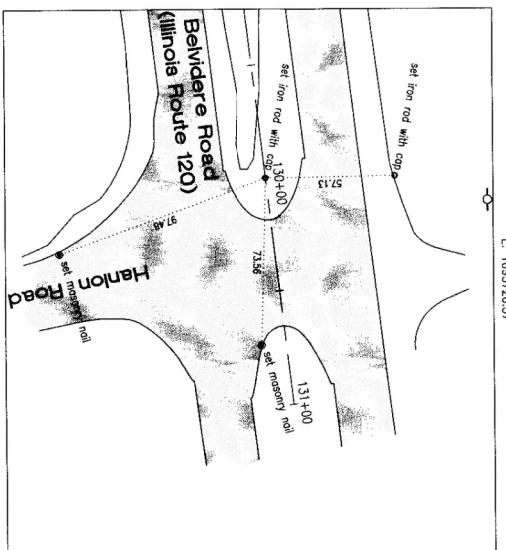 Belvidere Road
(Illinois Route 120)
set iron rod with cap
set iron rod with cap
130+00
57.13
97.48
73.56
Hanlon Road
set masonry nail
set masonry nail
131+00